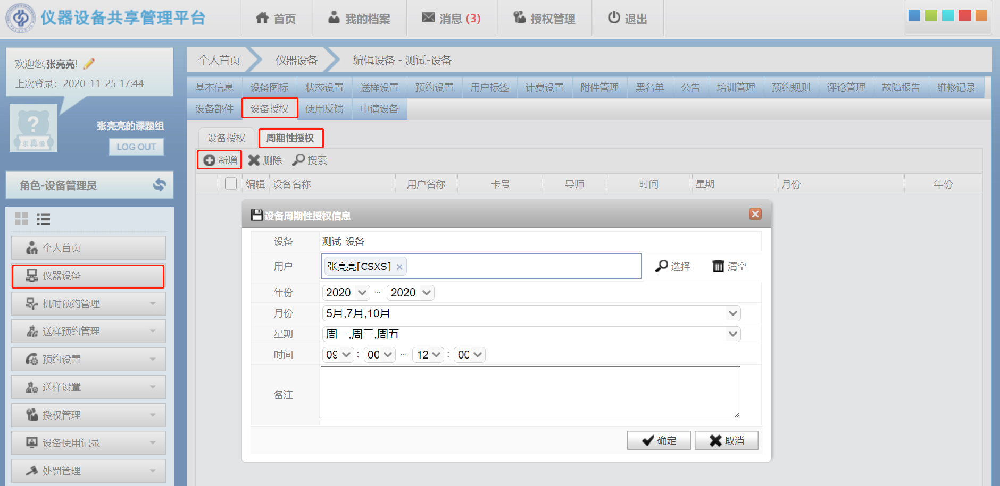 仪器设备共享管理平台
首页
我的档案
消息 (3)
授权管理
退出
欢迎您,张亮亮!
上次登录：2020-11-25 17:44
求真像
张亮亮的课题组
LOG OUT
角色-设备管理员
个人首页
仪器设备
机时预约管理
送样预约管理
预约设置
送样设置
授权管理
设备使用记录
处罚管理
个人首页
仪器设备
编辑设备 - 测试-设备
基本信息
设备图标
状态设置
送样设置
预约设置
用户标签
计费设置
附件管理
黑名单
公告
培训管理
预约规则
评论管理
故障报告
维修记录
设备部件
设备授权
使用反馈
申请设备
设备授权
周期性授权
新增
删除
搜索
编辑
设备名称
用户名称
卡号
导师
时间
星期
月份
年份
设备周期性授权信息
设备
测试-设备
用户
张亮亮[CSXS] ×
选择
清空
年份
2020 ~ 2020
月份
5月,7月,10月
星期
周一,周三,周五
时间
09 : 00 ~ 12 : 00
备注
确定
取消